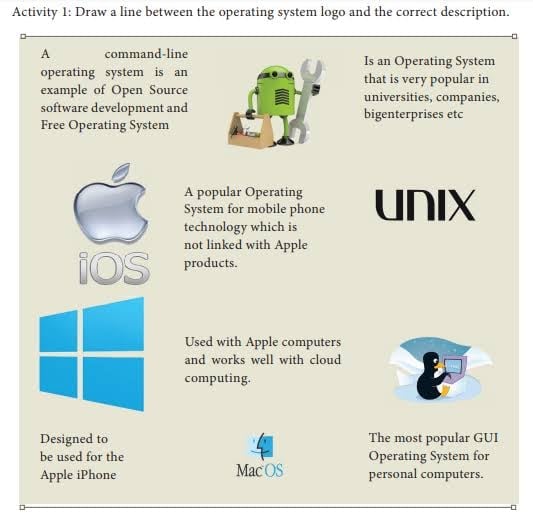 Activity 1: Draw a line between the operating system logo and the correct description.
A command-line
operating system is an
example of Open Source
software development and
Free Operating System
Is an Operating System
that is very popular in
universities, companies,
bigenterprises etc
iOS
A popular Operating
System for mobile phone
technology which is
not linked with Apple
products.
UNIX
Used with Apple computers
and works well with cloud
computing.
Designed to
be used for the
Apple iPhone
Mac OS
The most popular GUI
Operating System for
personal computers.